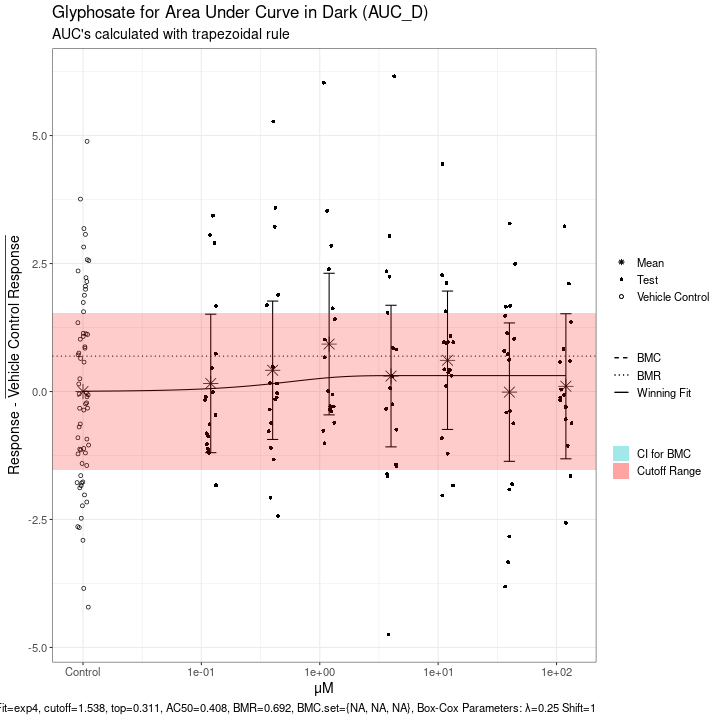 Glyphosate for Area Under Curve in Dark (AUC_D)
AUC's calculated with trapezoidal rule
Response - Vehicle Control Response
5.0
2.5
0.0
-2.5
-5.0
Control
1e-01
1e+00
1e+01
1e+02
μM
Mean
Test
Vehicle Control
BMC
BMR
Winning Fit
CI for BMC
Cutoff Range
cutoff=1.538, top=0.311, AC50=0.408, BMR=0.692, BMC.set={NA, NA, NA}, Box-Cox Parameters: λ=0.25 Shift=1